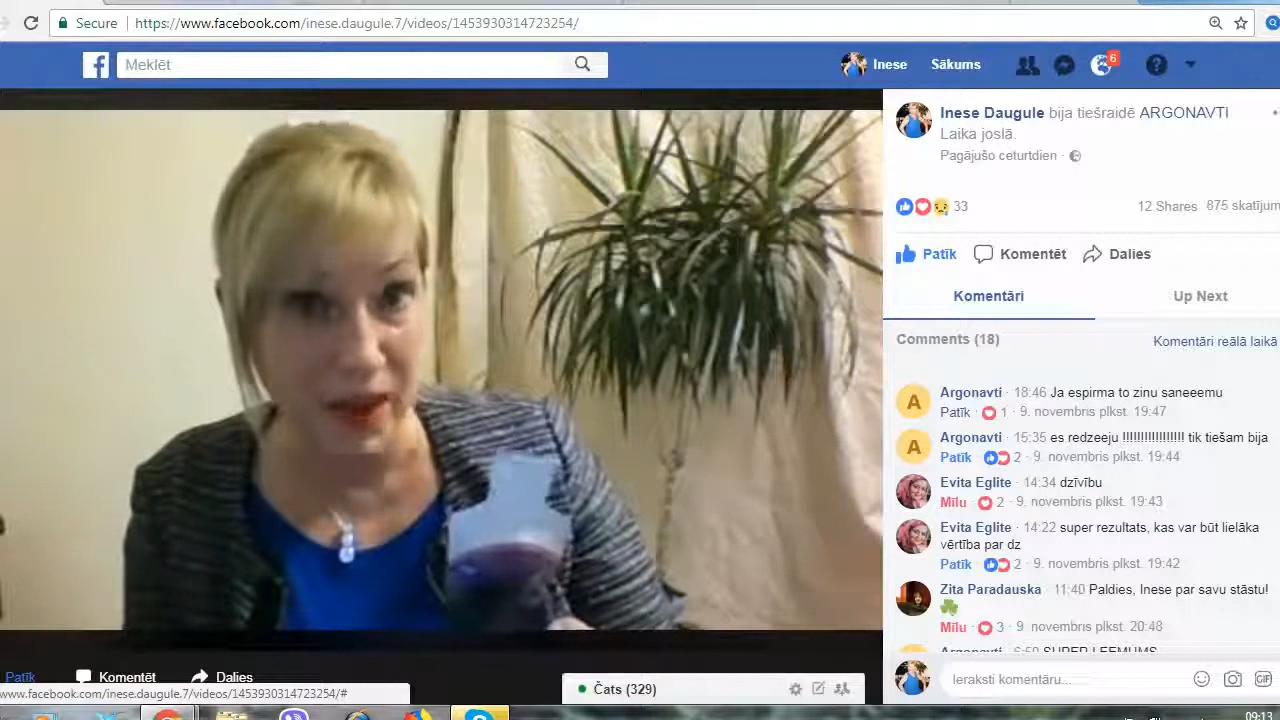 Secure https://www.facebook.com/inese.daugule.7/videos/1453930314723254/
f Meklēt Inese Sākums 6
Inese Daugule bija tiešraidē ARGONAVTI
Laika joslā.
Pagājušo ceturtdien ·
33 12 Shares 875 skatījum
Patīk Komentēt Dalies
Komentāri Up Next
Comments (18) Komentāri reālā laikā
A Argonavti · 18:46 Ja espirma to zinu saneeemu
Patīk · 1 · 9. novembris plkst. 19:47
A Argonavti · 15:35 es redzeeju !!!!!!!!!!!!!!!!! tik tiešam bija
Patīk · 2 · 9. novembris plkst. 19:44
Evita Eglite · 14:34 dzīvību
Mīlu · 2 · 9. novembris plkst. 19:43
Evita Eglite · 14:22 super rezultats, kas var būt lielāka
vērtība par dz
Patīk · 2 · 9. novembris plkst. 19:42
Zita Paradauska · 11:40 Paldies, Inese par savu stāstu!
Mīlu · 3 · 9 novembris plkst. 20:48
Argonavti · 6:50 SUPER
Ieraksti komentāru... GIF
Patīk Komentēt Dalies
www.facebook.com/inese.daugule.7/videos/1453930314723254/#
Čats (329)
09:13